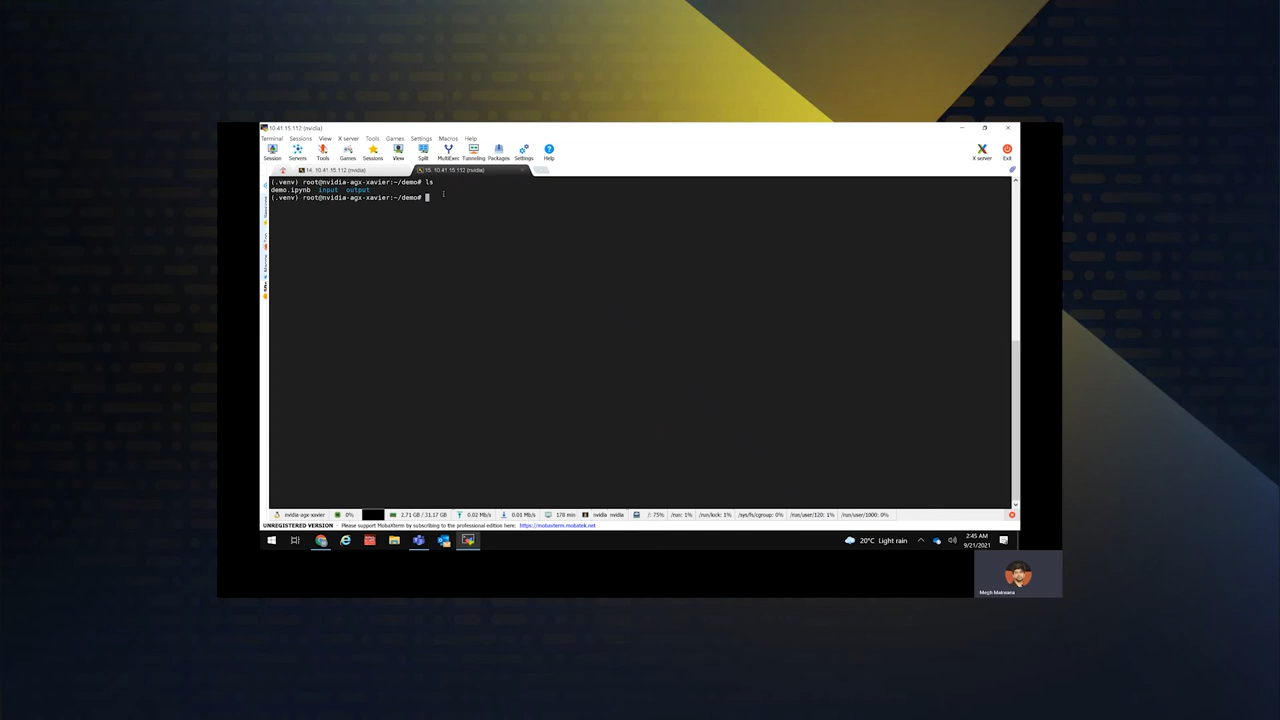 10.41.15.112 (nvidia)
Terminal Sessions View X server Tools Games Settings Macros Help
Session Servers Tools Games Sessions View Split MultiExec Tunneling Packages Settings Help X server Exit
14. 10.41.15.112 (nvidia) 15. 10.41.15.112 (nvidia)
(.venv) root@nvidia-agx-xavier:~/demo# ls
demo.ipynb input output
(.venv) root@nvidia-agx-xavier:~/demo#
nvidia-agx-xavier 0% 2.71 GB / 31.17 GB 0.02 Mb/s 0.01 Mb/s 178 min nvidia nvidia /: 75% /run: 1% /run/lock: 1% /sys/fs/cgroup: 0% /run/user/120: 1% /run/user/1000: 0%
UNREGISTERED VERSION - Please support MobaXterm by subscribing to the professional edition here: https://mobaxterm.mobatek.net
20°C Light rain
2:45 AM
9/21/2021
Megh Makwana